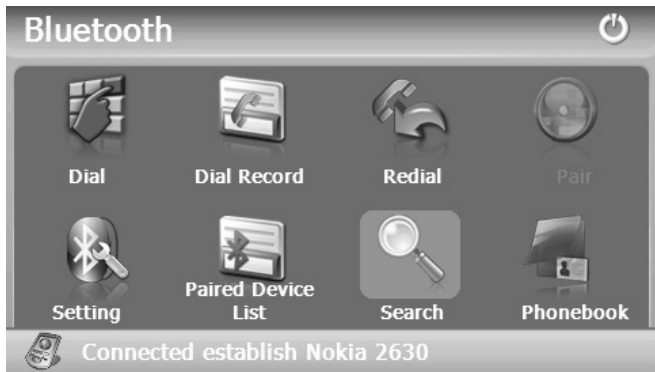 Bluetooth
Dial
Dial Record
Redial
Pair
Setting
Paired Device
List
Search
Phonebook
Connected establish Nokia 2630